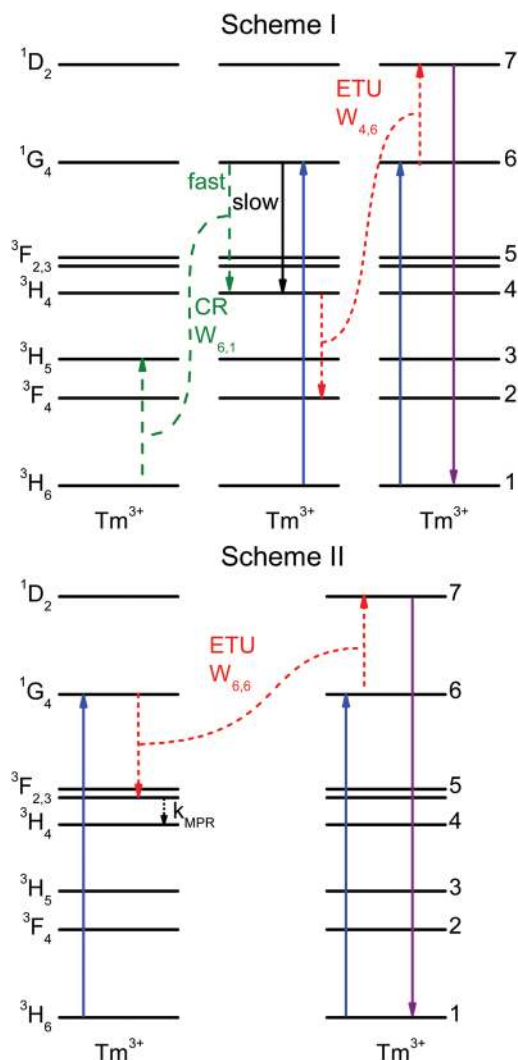 Scheme I
¹D₂
7
ETU
W₄,₆
¹G₄
6
fast
slow
³F₂,₃
5
³H₄
4
CR
W₆,₁
³H₅
3
³F₄
2
³H₆
1
Tm³⁺
Tm³⁺
Tm³⁺
Scheme II
¹D₂
7
ETU
W₆,₆
¹G₄
6
³F₂,₃
5
k_MPR
³H₄
4
³H₅
3
³F₄
2
³H₆
1
Tm³⁺
Tm³⁺